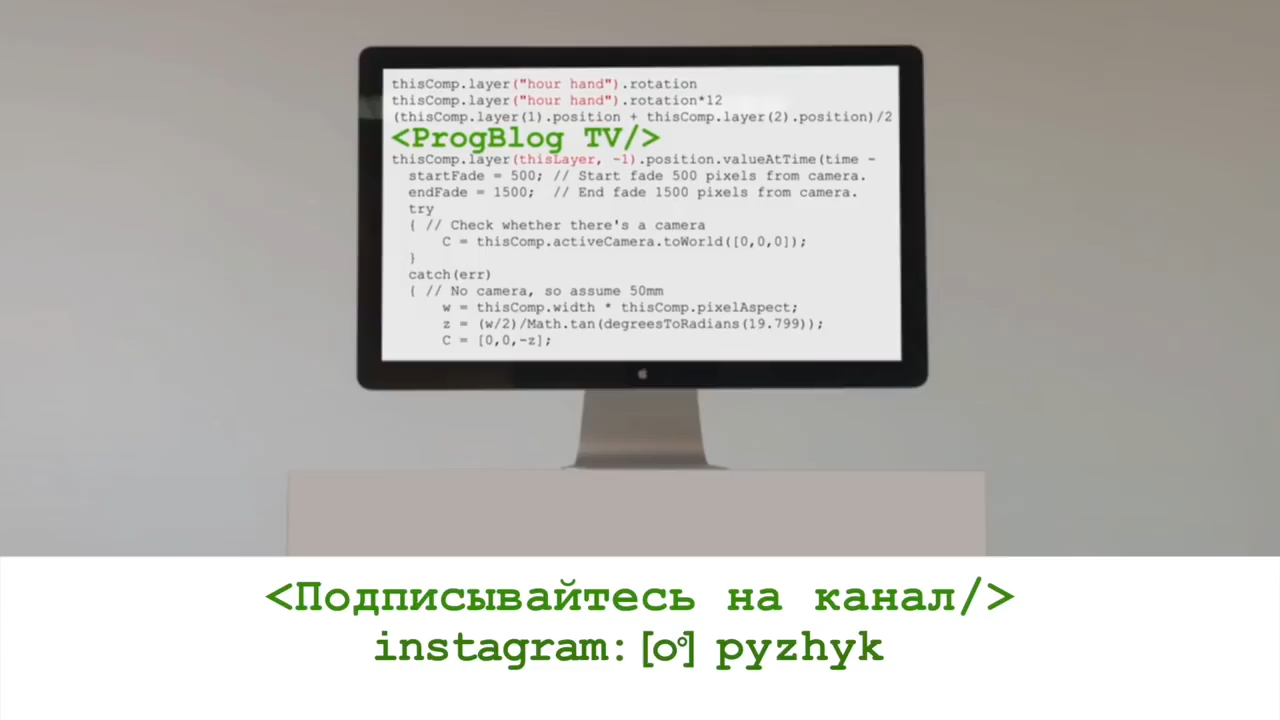 thisComp.layer("hour hand").rotation
thisComp.layer("hour hand").rotation*12
(thisComp.layer(1).position + thisComp.layer(2).position)/2
<ProgBlog TV/>
thisComp.layer(thisLayer, -1).position.valueAtTime(time -
startFade = 500; // Start fade 500 pixels from camera.
endFade = 1500;  // End fade 1500 pixels from camera.
try
{ // Check whether there's a camera
C = thisComp.activeCamera.toWorld([0,0,0]);
}
catch(err)
{ // No camera, so assume 50mm
w = thisComp.width * thisComp.pixelAspect;
z = (w/2)/Math.tan(degreesToRadians(19.799));
C = [0,0,-z];
<Подписывайтесь на канал/>
instagram:[o°] pyzhyk